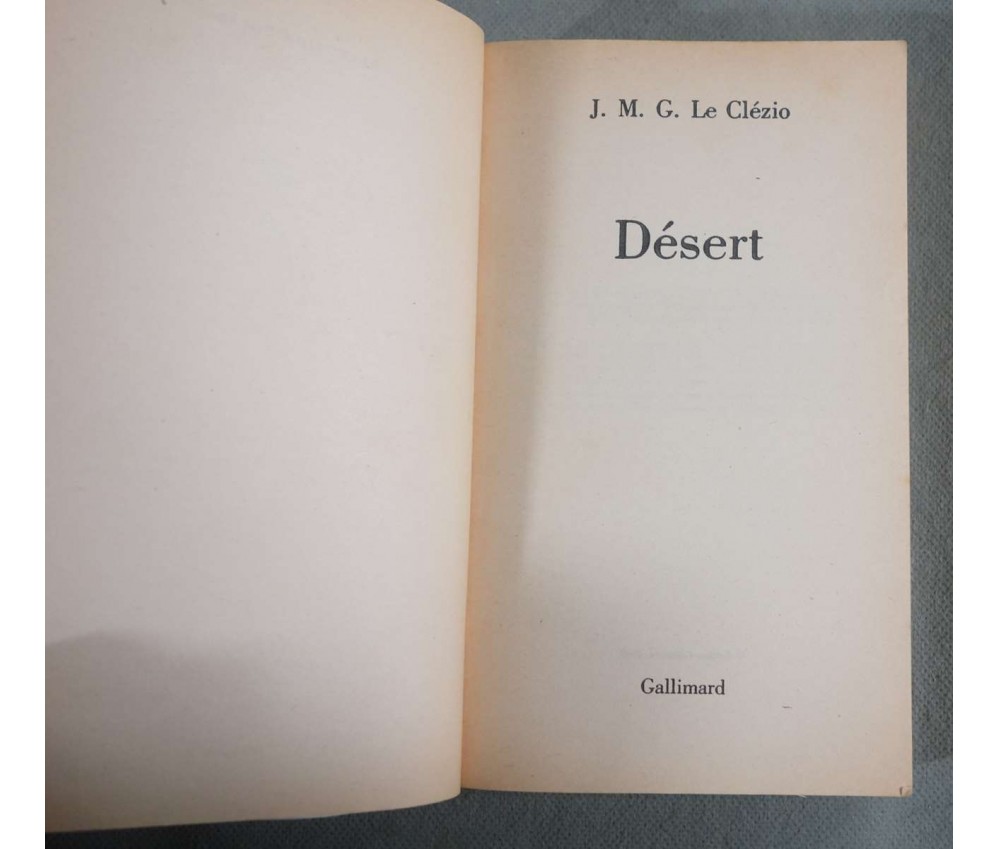 J. M. G. Le Clézio
Désert
Gallimard